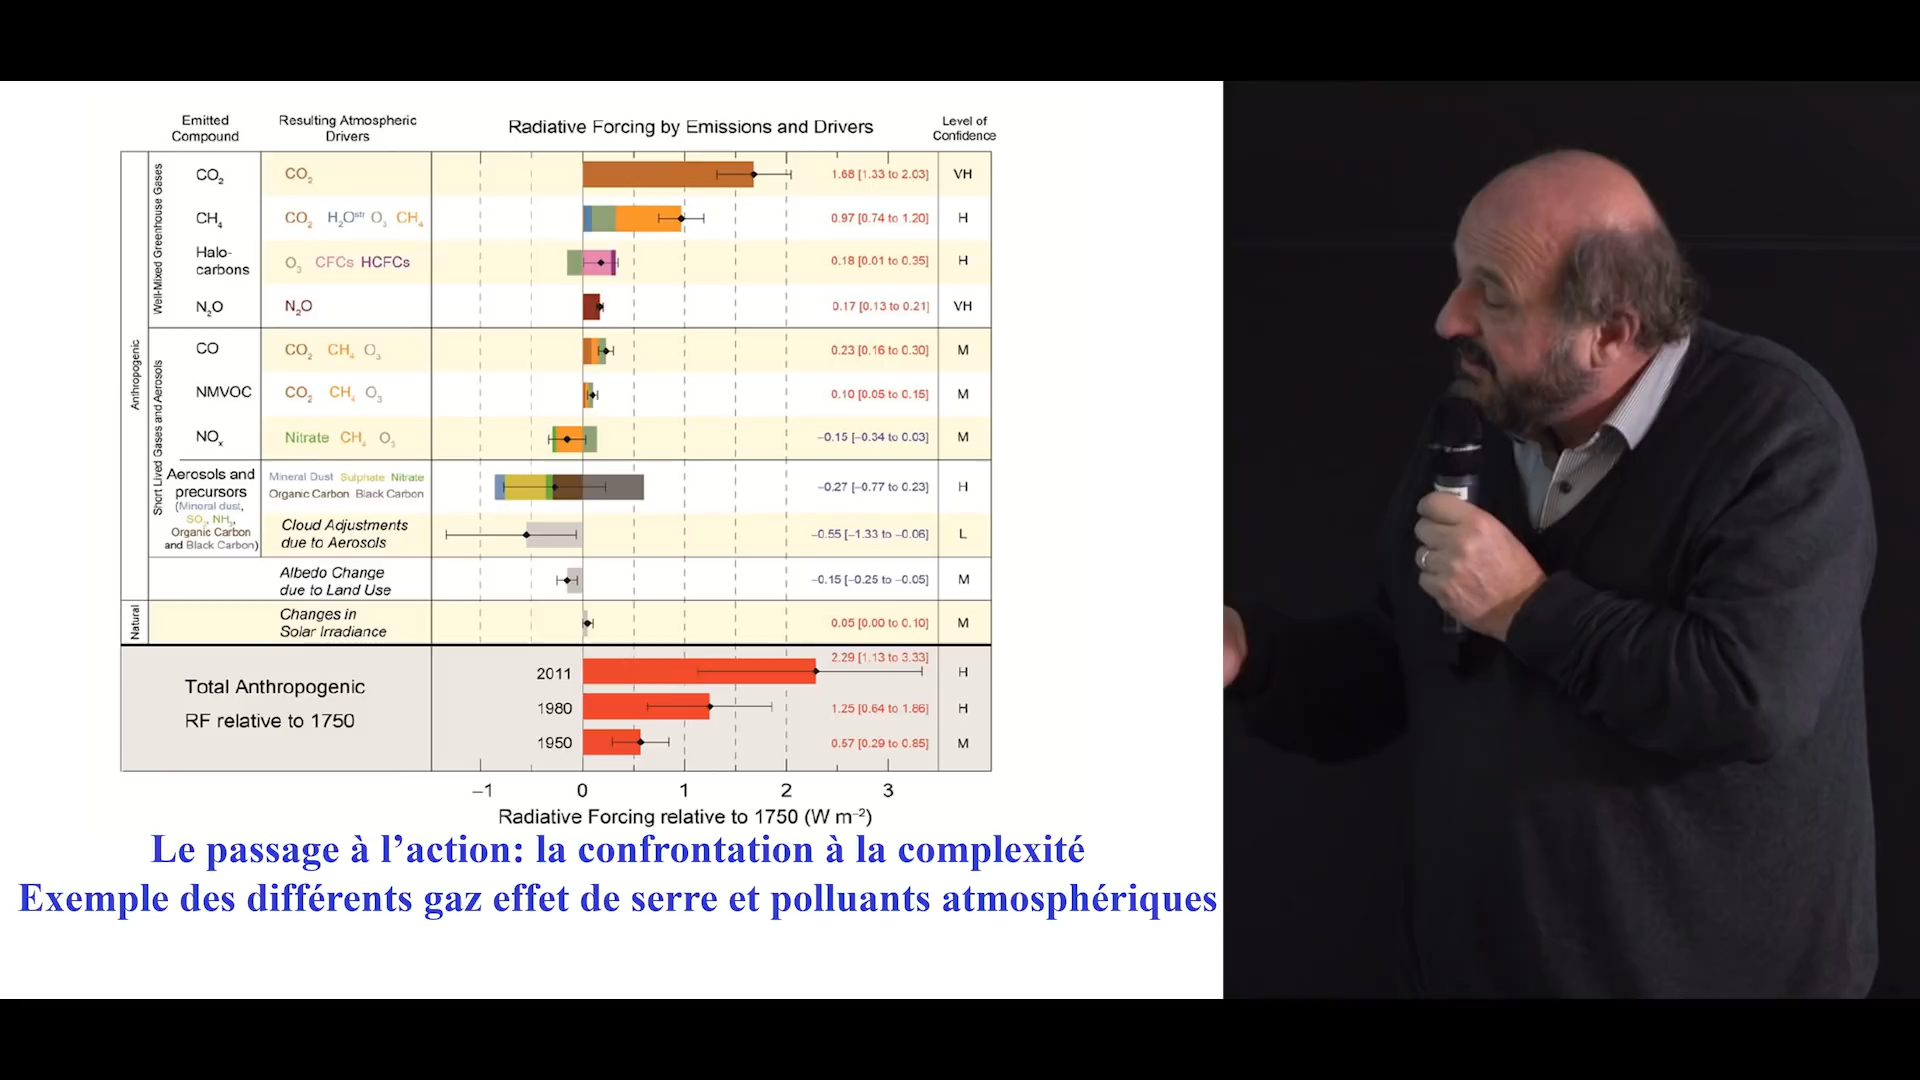 Emitted Compound
Resulting Atmospheric Drivers
Radiative Forcing by Emissions and Drivers
Level of Confidence
Anthropogenic
Well-Mixed Greenhouse Gases
CO₂
CO₂
1.68 [1.33 to 2.03]
VH
CH₄
CO₂ H₂Oˢᵗʳ O₃ CH₄
0.97 [0.74 to 1.20]
H
Halo-carbons
O₃ CFCs HCFCs
0.18 [0.01 to 0.35]
H
N₂O
N₂O
0.17 [0.13 to 0.21]
VH
Short Lived Gases and Aerosols
CO
CO₂ CH₄ O₃
0.23 [0.16 to 0.30]
M
NMVOC
CO₂ CH₄ O₃
0.10 [0.05 to 0.15]
M
NOₓ
Nitrate CH₄ O₃
−0.15 [−0.34 to 0.03]
M
Aerosols and
precursors
(Mineral dust,
SO₂, NH₃,
Organic Carbon
and Black Carbon)
Mineral Dust Sulphate Nitrate
Organic Carbon Black Carbon
−0.27 [−0.77 to 0.23]
H
Cloud Adjustments
due to Aerosols
−0.55 [−1.33 to −0.06]
L
Albedo Change
due to Land Use
−0.15 [−0.25 to −0.05]
M
Natural
Changes in
Solar Irradiance
0.05 [0.00 to 0.10]
M
Total Anthropogenic
RF relative to 1750
2011
2.29 [1.13 to 3.33]
H
1980
1.25 [0.64 to 1.86]
H
1950
0.57 [0.29 to 0.85]
M
−1 0 1 2 3
Radiative Forcing relative to 1750 (W m⁻²)
Le passage à l’action: la confrontation à la complexité
Exemple des différents gaz effet de serre et polluants atmosphériques